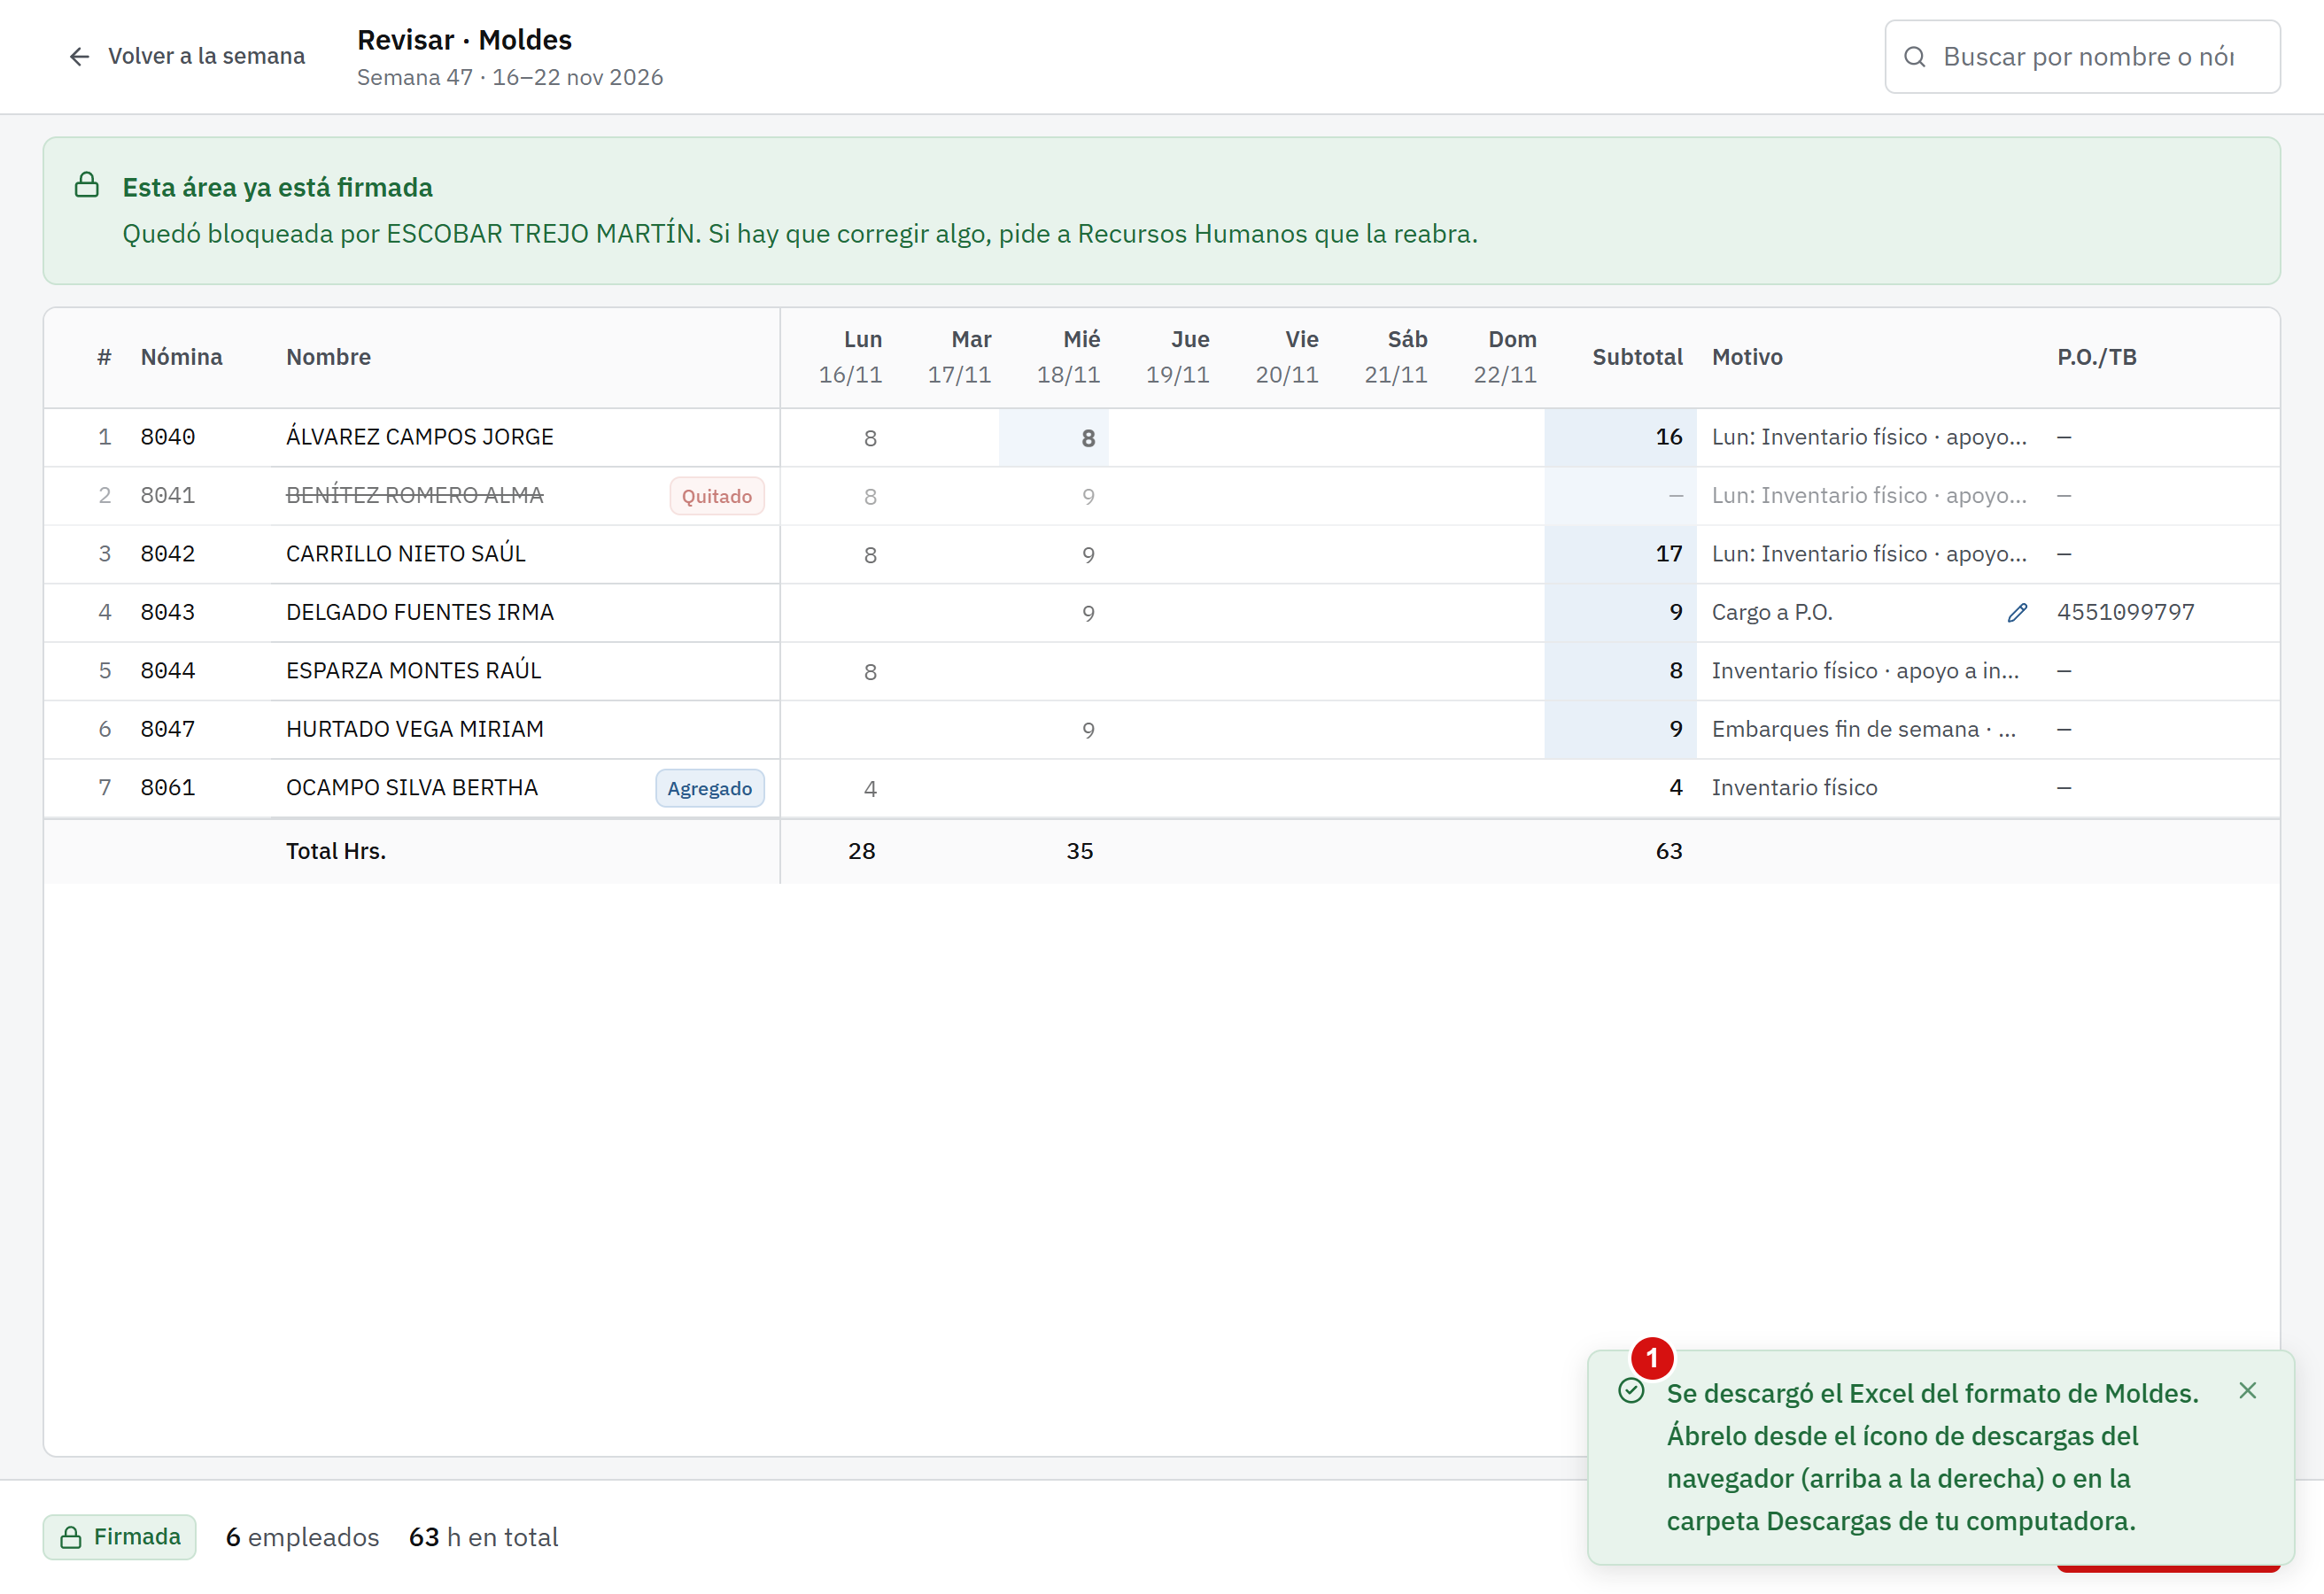 Volver a la semana
Revisar · Moldes
Semana 47 · 16–22 nov 2026
Buscar por nombre o nó
Esta área ya está firmada
Quedó bloqueada por ESCOBAR TREJO MARTÍN. Si hay que corregir algo, pide a Recursos Humanos que la reabra.
# Nómina Nombre Lun Mar Mié Jue Vie Sáb Dom Subtotal Motivo P.O./TB
16/11 17/11 18/11 19/11 20/11 21/11 22/11
1 8040 ÁLVAREZ CAMPOS JORGE 8 8 16 Lun: Inventario físico · apoyo... –
2 8041 BENÍTEZ ROMERO ALMA Quitado 8 9 – Lun: Inventario físico · apoyo... –
3 8042 CARRILLO NIETO SAÚL 8 9 17 Lun: Inventario físico · apoyo... –
4 8043 DELGADO FUENTES IRMA 9 9 Cargo a P.O. 4551099797
5 8044 ESPARZA MONTES RAÚL 8 8 Inventario físico · apoyo a in... –
6 8047 HURTADO VEGA MIRIAM 9 9 Embarques fin de semana · ... –
7 8061 OCAMPO SILVA BERTHA Agregado 4 4 Inventario físico –
Total Hrs. 28 35 63
1
Se descargó el Excel del formato de Moldes.
Ábrelo desde el ícono de descargas del
navegador (arriba a la derecha) o en la
carpeta Descargas de tu computadora.
Firmada 6 empleados 63 h en total